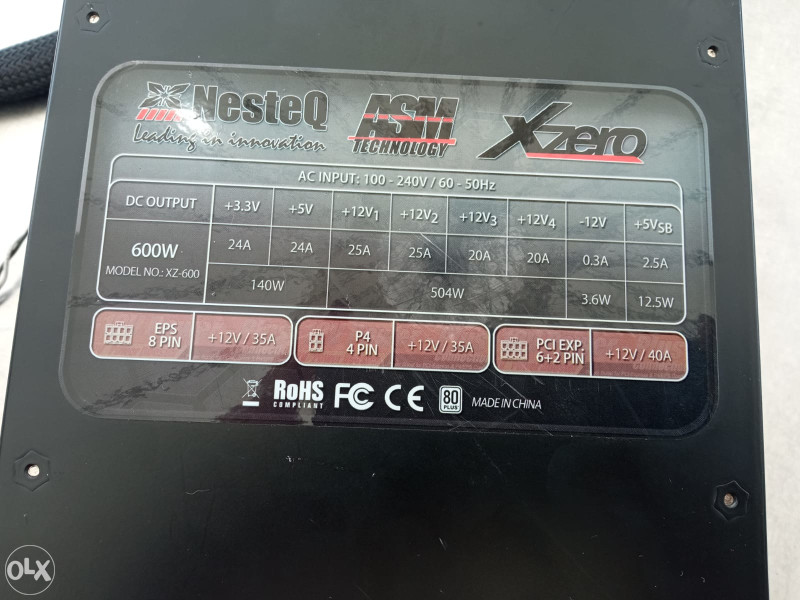 NesteQ
Leading in innovation
ASM
TECHNOLOGY
Xzero
AC INPUT: 100 - 240V / 60 - 50Hz
DC OUTPUT +3.3V +5V +12V1 +12V2 +12V3 +12V4 -12V +5VSB
600W
MODEL NO.: XZ-600
24A 24A 25A 25A 20A 20A 0.3A 2.5A
140W 504W 3.6W 12.5W
EPS
8 PIN
+12V / 35A
P4
4 PIN
+12V / 35A
PCI EXP.
6+2 PIN
+12V / 40A
RoHS
COMPLIANT
FC CE
80
PLUS
MADE IN CHINA
OLX